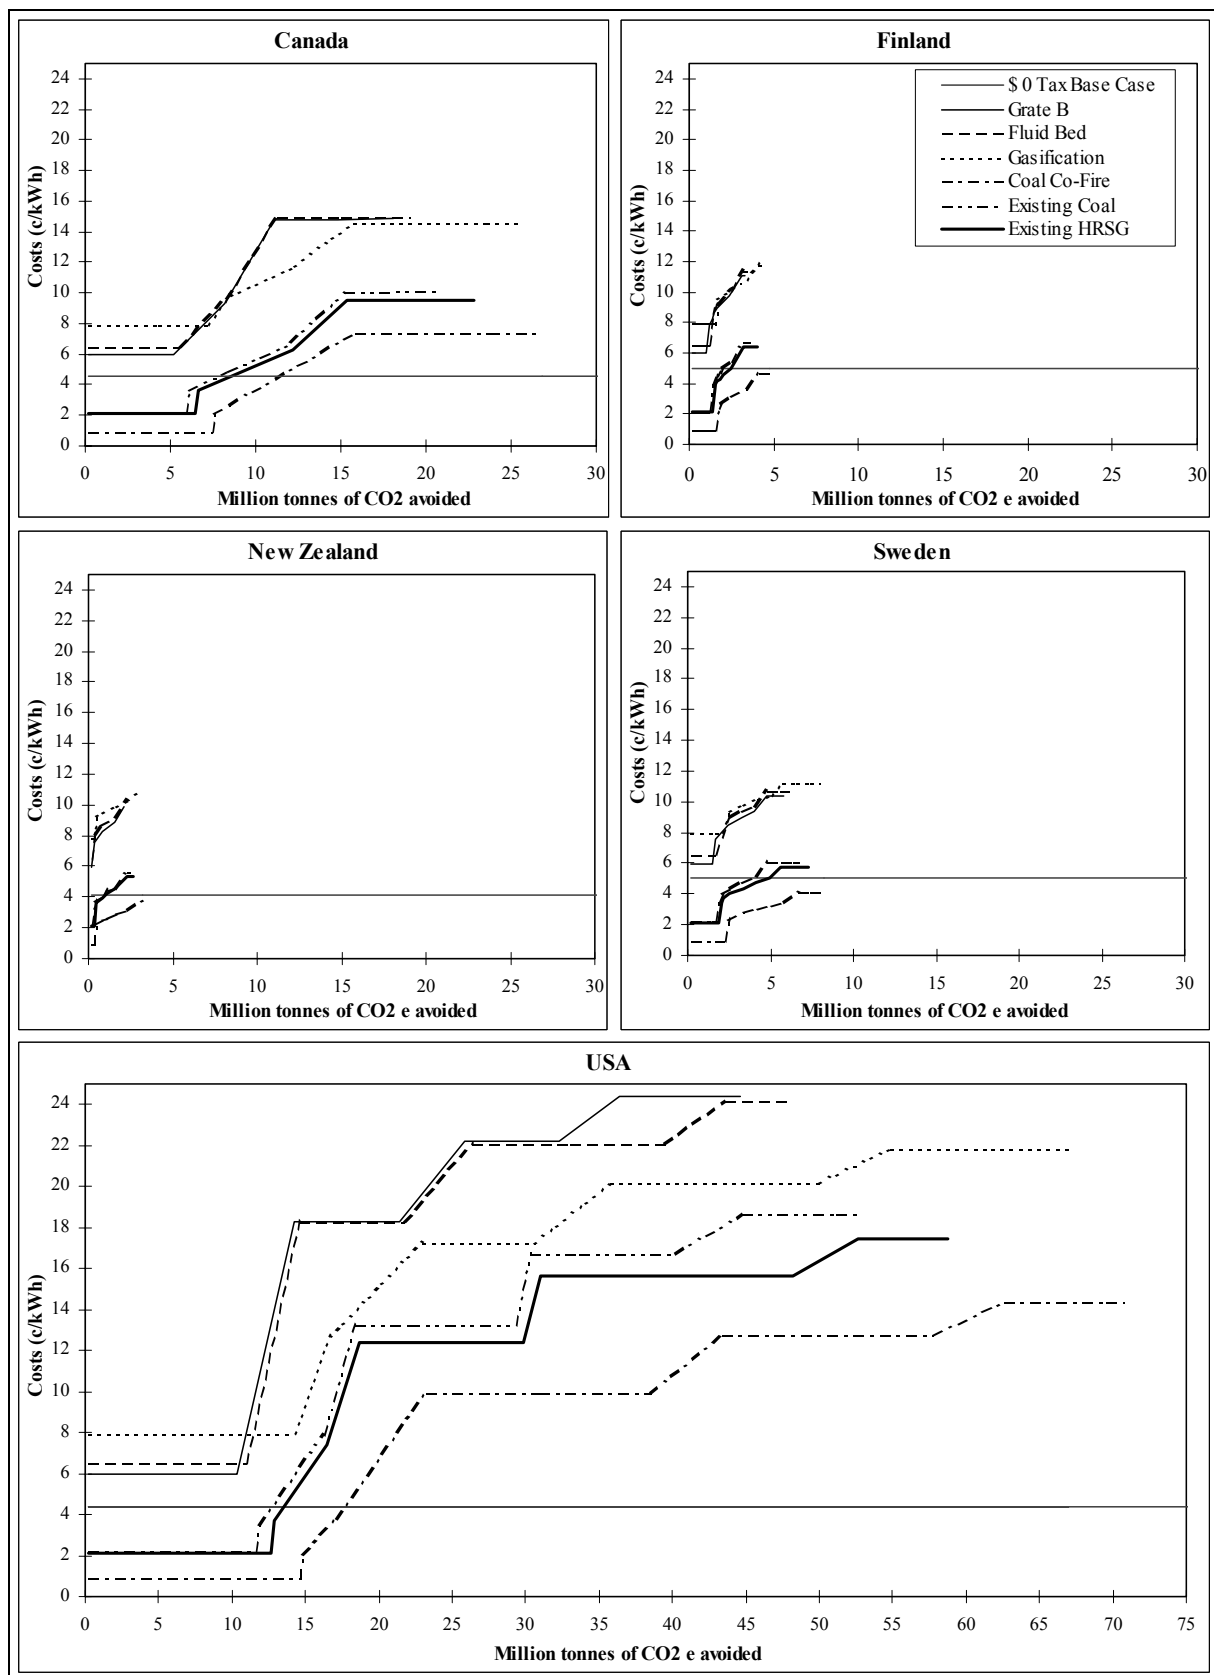 Canada
24
22
20
18
16
14
12
10
8
6
4
2
0
Costs (c/kWh)
0 5 10 15 20 25 30
Million tonnes of CO2 avoided
Finland
24
22
20
18
16
14
12
10
8
6
4
2
0
Costs (c/kWh)
$ 0 Tax Base Case
Grate B
Fluid Bed
Gasification
Coal Co-Fire
Existing Coal
Existing HRSG
0 5 10 15 20 25 30
Million tonnes of CO2 e avoided
New Zealand
24
22
20
18
16
14
12
10
8
6
4
2
0
Costs (c/kWh)
0 5 10 15 20 25 30
Million tonnes of CO2 e avoided
Sweden
24
22
20
18
16
14
12
10
8
6
4
2
0
Costs (c/kWh)
0 5 10 15 20 25 30
Million tonnes of CO2 e avoided
USA
24
22
20
18
16
14
12
10
8
6
4
2
0
Costs (c/kWh)
0 5 10 15 20 25 30 35 40 45 50 55 60 65 70 75
Million tonnes of CO2 e avoided